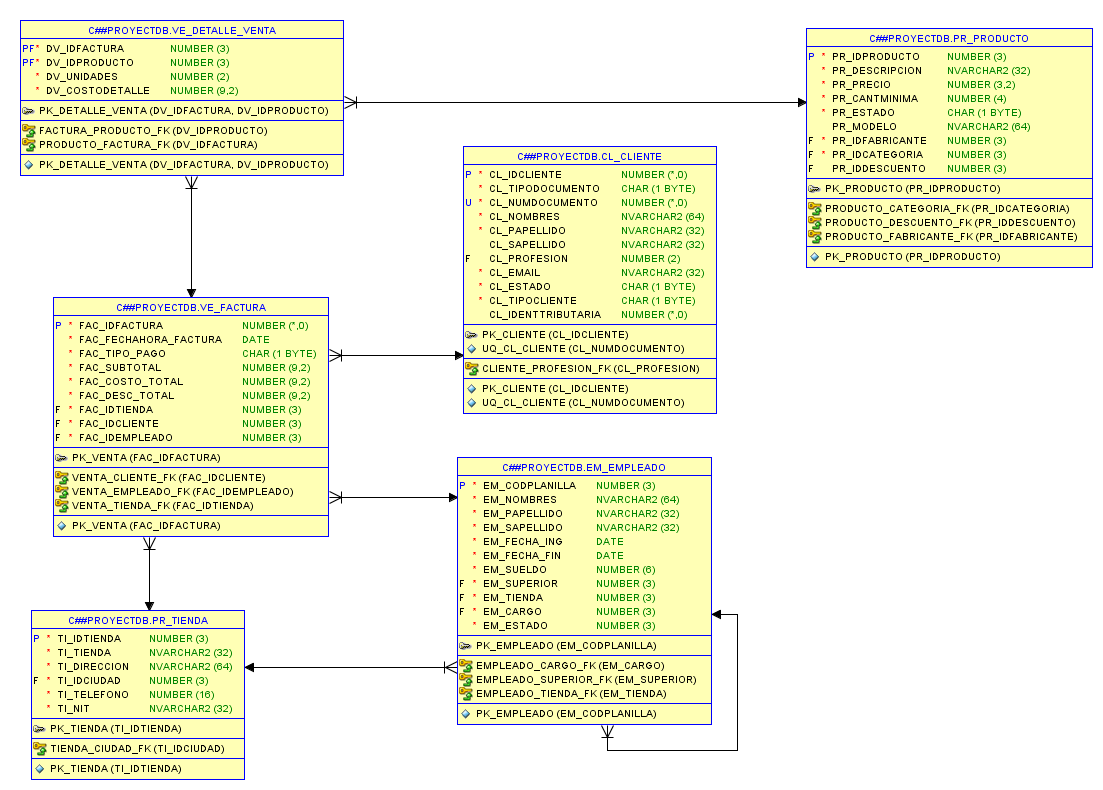 C##PROYECTDB.VE_DETALLE_VENTA
PF* DV_IDFACTURA NUMBER (3)
PF* DV_IDPRODUCTO NUMBER (3)
* DV_UNIDADES NUMBER (2)
* DV_COSTODETALLE NUMBER (9,2)
PK_DETALLE_VENTA (DV_IDFACTURA, DV_IDPRODUCTO)
FACTURA_PRODUCTO_FK (DV_IDPRODUCTO)
PRODUCTO_FACTURA_FK (DV_IDFACTURA)
PK_DETALLE_VENTA (DV_IDFACTURA, DV_IDPRODUCTO)
C##PROYECTDB.PR_PRODUCTO
P * PR_IDPRODUCTO NUMBER (3)
* PR_DESCRIPCION NVARCHAR2 (32)
* PR_PRECIO NUMBER (3,2)
* PR_CANTMINIMA NUMBER (4)
* PR_ESTADO CHAR (1 BYTE)
PR_MODELO NVARCHAR2 (64)
F * PR_IDFABRICANTE NUMBER (3)
F * PR_IDCATEGORIA NUMBER (3)
F PR_IDDESCUENTO NUMBER (3)
PK_PRODUCTO (PR_IDPRODUCTO)
PRODUCTO_CATEGORIA_FK (PR_IDCATEGORIA)
PRODUCTO_DESCUENTO_FK (PR_IDDESCUENTO)
PRODUCTO_FABRICANTE_FK (PR_IDFABRICANTE)
PK_PRODUCTO (PR_IDPRODUCTO)
C##PROYECTDB.CL_CLIENTE
P * CL_IDCLIENTE NUMBER (*,0)
* CL_TIPODOCUMENTO CHAR (1 BYTE)
U * CL_NUMDOCUMENTO NUMBER (*,0)
* CL_NOMBRES NVARCHAR2 (64)
* CL_PAPELLIDO NVARCHAR2 (32)
CL_SAPELLIDO NVARCHAR2 (32)
F CL_PROFESION NUMBER (2)
* CL_EMAIL NVARCHAR2 (32)
* CL_ESTADO CHAR (1 BYTE)
* CL_TIPOCLIENTE CHAR (1 BYTE)
CL_IDENTTRIBUTARIA NUMBER (*,0)
PK_CLIENTE (CL_IDCLIENTE)
UQ_CL_CLIENTE (CL_NUMDOCUMENTO)
CLIENTE_PROFESION_FK (CL_PROFESION)
PK_CLIENTE (CL_IDCLIENTE)
UQ_CL_CLIENTE (CL_NUMDOCUMENTO)
C##PROYECTDB.VE_FACTURA
P * FAC_IDFACTURA NUMBER (*,0)
* FAC_FECHAHORA_FACTURA DATE
* FAC_TIPO_PAGO CHAR (1 BYTE)
* FAC_SUBTOTAL NUMBER (9,2)
* FAC_COSTO_TOTAL NUMBER (9,2)
* FAC_DESC_TOTAL NUMBER (9,2)
F * FAC_IDTIENDA NUMBER (3)
F * FAC_IDCLIENTE NUMBER (3)
F * FAC_IDEMPLEADO NUMBER (3)
PK_VENTA (FAC_IDFACTURA)
VENTA_CLIENTE_FK (FAC_IDCLIENTE)
VENTA_EMPLEADO_FK (FAC_IDEMPLEADO)
VENTA_TIENDA_FK (FAC_IDTIENDA)
PK_VENTA (FAC_IDFACTURA)
C##PROYECTDB.EM_EMPLEADO
P * EM_CODPLANILLA NUMBER (3)
* EM_NOMBRES NVARCHAR2 (64)
* EM_PAPELLIDO NVARCHAR2 (32)
* EM_SAPELLIDO NVARCHAR2 (32)
* EM_FECHA_ING DATE
* EM_FECHA_FIN DATE
* EM_SUELDO NUMBER (6)
F * EM_SUPERIOR NUMBER (3)
F * EM_TIENDA NUMBER (3)
F * EM_CARGO NUMBER (3)
* EM_ESTADO NUMBER (3)
PK_EMPLEADO (EM_CODPLANILLA)
EMPLEADO_CARGO_FK (EM_CARGO)
EMPLEADO_SUPERIOR_FK (EM_SUPERIOR)
EMPLEADO_TIENDA_FK (EM_TIENDA)
PK_EMPLEADO (EM_CODPLANILLA)
C##PROYECTDB.PR_TIENDA
P * TI_IDTIENDA NUMBER (3)
* TI_TIENDA NVARCHAR2 (32)
* TI_DIRECCION NVARCHAR2 (64)
F * TI_IDCIUDAD NUMBER (3)
* TI_TELEFONO NUMBER (16)
* TI_NIT NVARCHAR2 (32)
PK_TIENDA (TI_IDTIENDA)
TIENDA_CIUDAD_FK (TI_IDCIUDAD)
PK_TIENDA (TI_IDTIENDA)